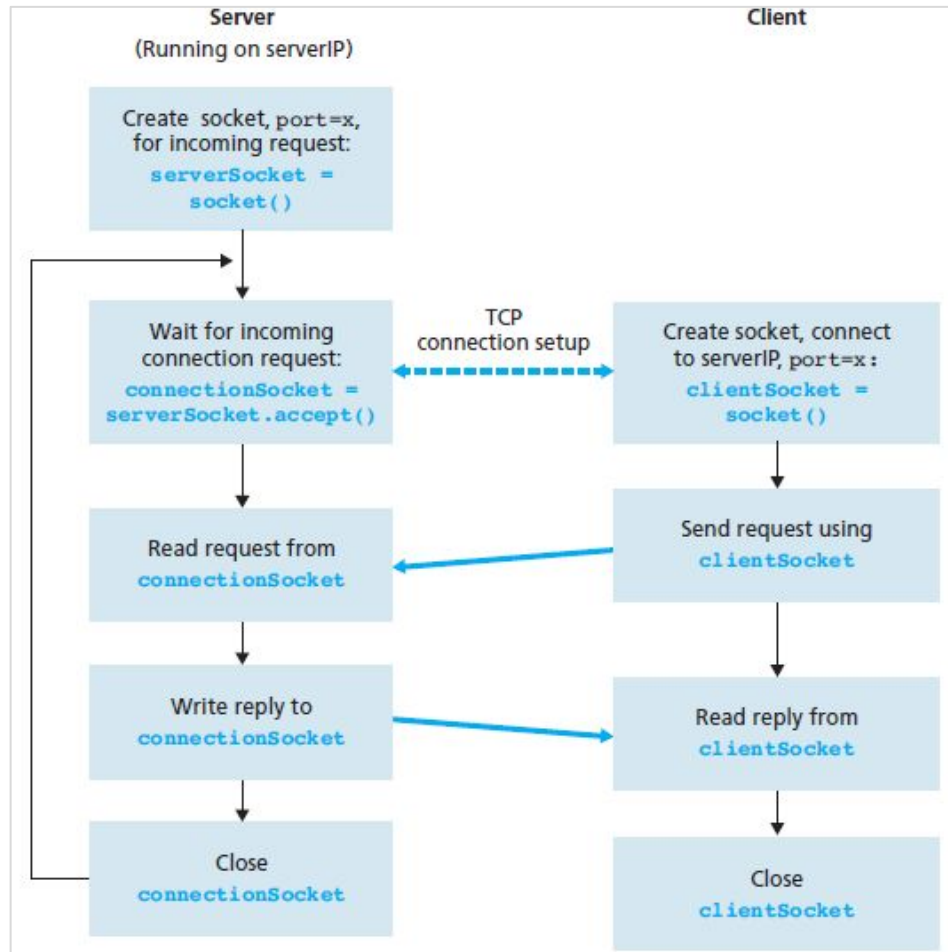 Server
(Running on serverIP)
Create socket, port=x,
for incoming request:
serverSocket =
socket()
Wait for incoming
connection request:
connectionSocket =
serverSocket.accept()
Read request from
connectionSocket
Write reply to
connectionSocket
Close
connectionSocket
TCP
connection setup
Client
Create socket, connect
to serverIP, port=x:
clientSocket =
socket()
Send request using
clientSocket
Read reply from
clientSocket
Close
clientSocket